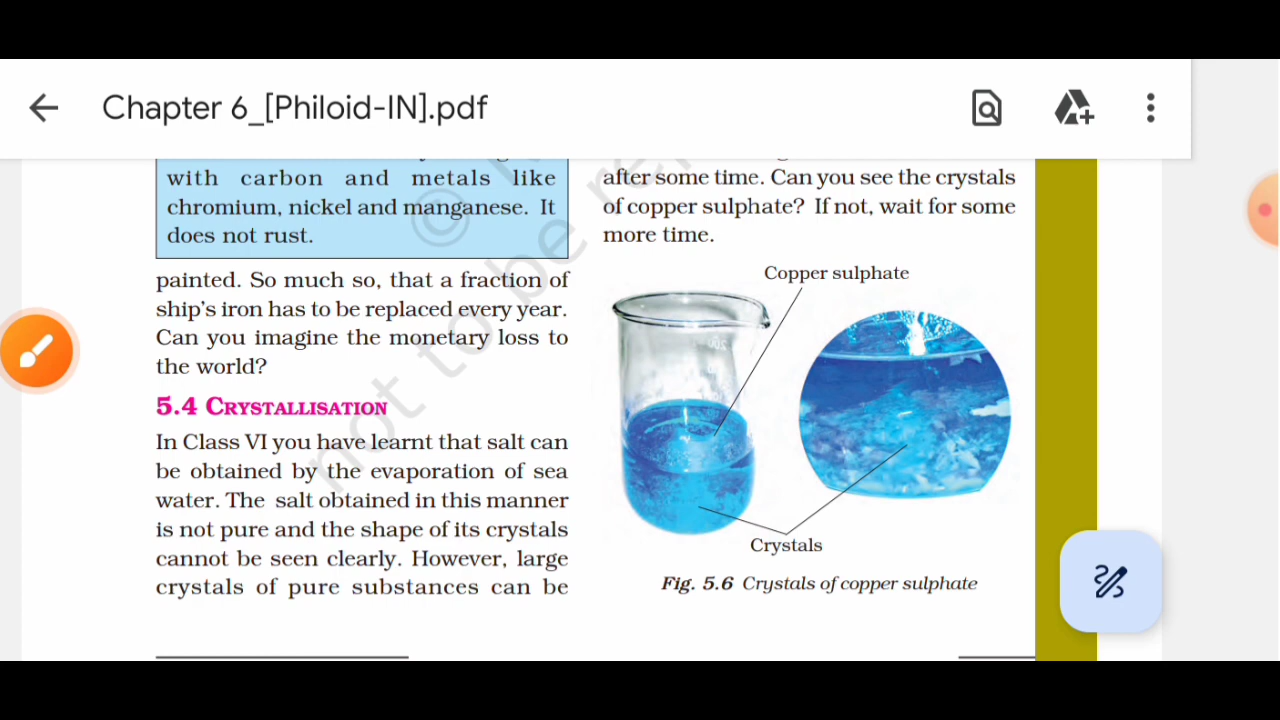 Chapter 6_[Philoid-IN].pdf
with carbon and metals like
chromium, nickel and manganese. It
does not rust.
painted. So much so, that a fraction of
ship's iron has to be replaced every year.
Can you imagine the monetary loss to
the world?
5.4 CRYSTALLISATION
In Class VI you have learnt that salt can
be obtained by the evaporation of sea
water. The salt obtained in this manner
is not pure and the shape of its crystals
cannot be seen clearly. However, large
crystals of pure substances can be
after some time. Can you see the crystals
of copper sulphate? If not, wait for some
more time.
Copper sulphate
Crystals
Fig. 5.6 Crystals of copper sulphate
©
not to be